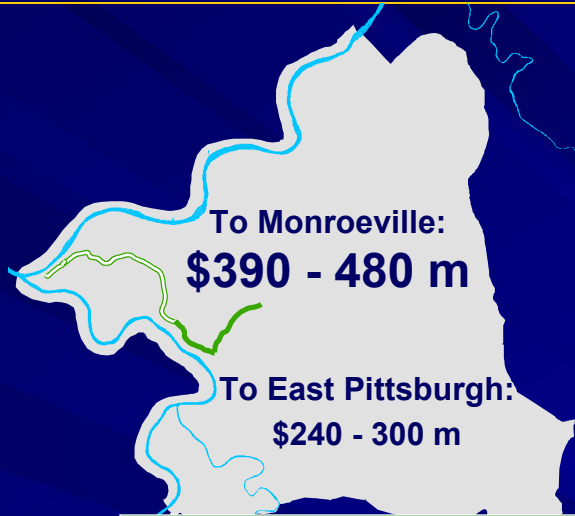 To Monroeville:
$390 - 480 m
To East Pittsburgh:
$240 - 300 m